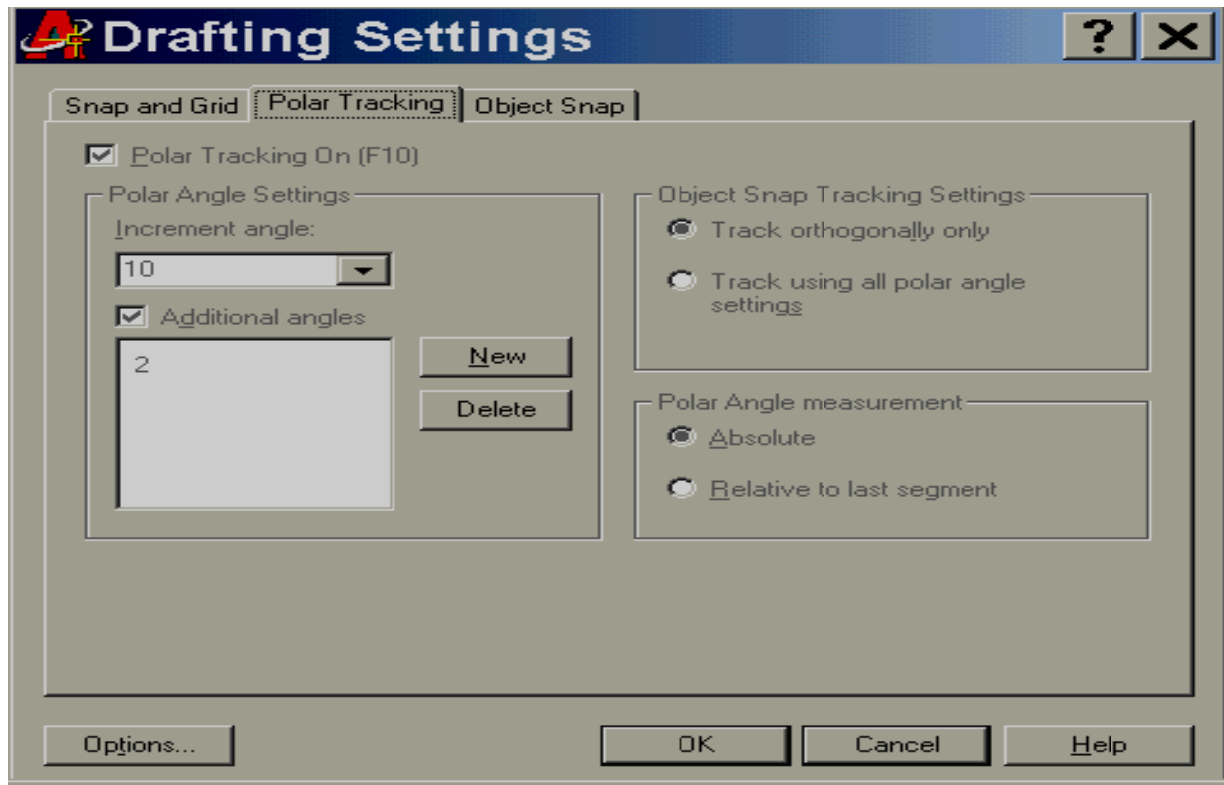 Drafting Settings
Snap and Grid
Polar Tracking
Object Snap
Polar Tracking On (F10)
Polar Angle Settings
Increment angle:
10
Additional angles
2
New
Delete
Object Snap Tracking Settings
Track orthogonally only
Track using all polar angle
settings
Polar Angle measurement
Absolute
Relative to last segment
Options...
OK
Cancel
Help